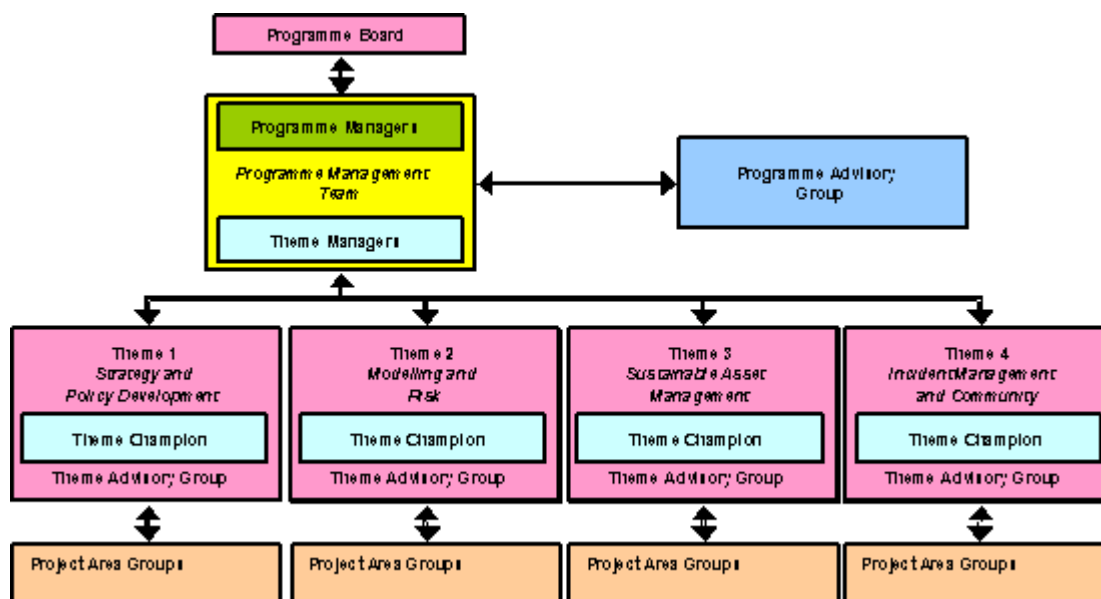 Programme Board
Programme Managers
Programme Management
Team
Theme Managers
Programme Advisory
Group
Theme 1
Strategy and
Policy Development
Theme Champion
Theme Advisory Group
Theme 2
Modelling and
Risk
Theme Champion
Theme Advisory Group
Theme 3
Sustainable Asset
Management
Theme Champion
Theme Advisory Group
Theme 4
Incident Management
and Community
Theme Champion
Theme Advisory Group
Project Area Groups
Project Area Groups
Project Area Groups
Project Area Groups